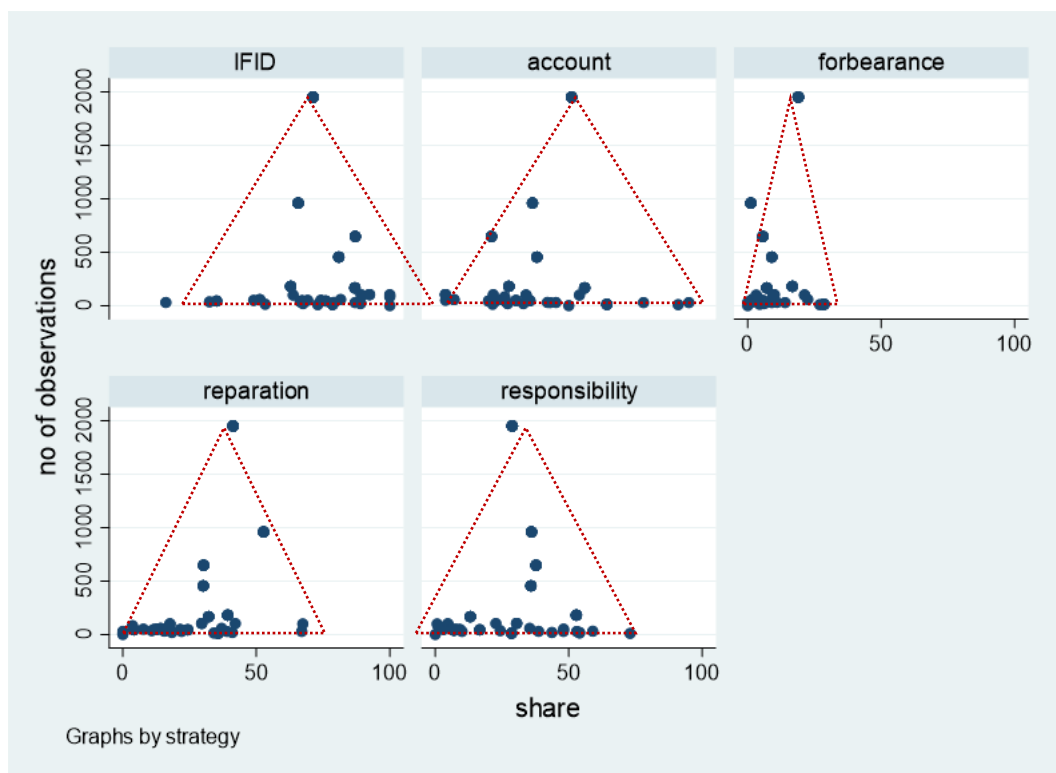 IFID
account
forbearance
2000
1500
1000
500
0
0
50
100
no of observations
reparation
responsibility
2000
1500
1000
500
0
0
50
100
0
50
100
share
Graphs by strategy